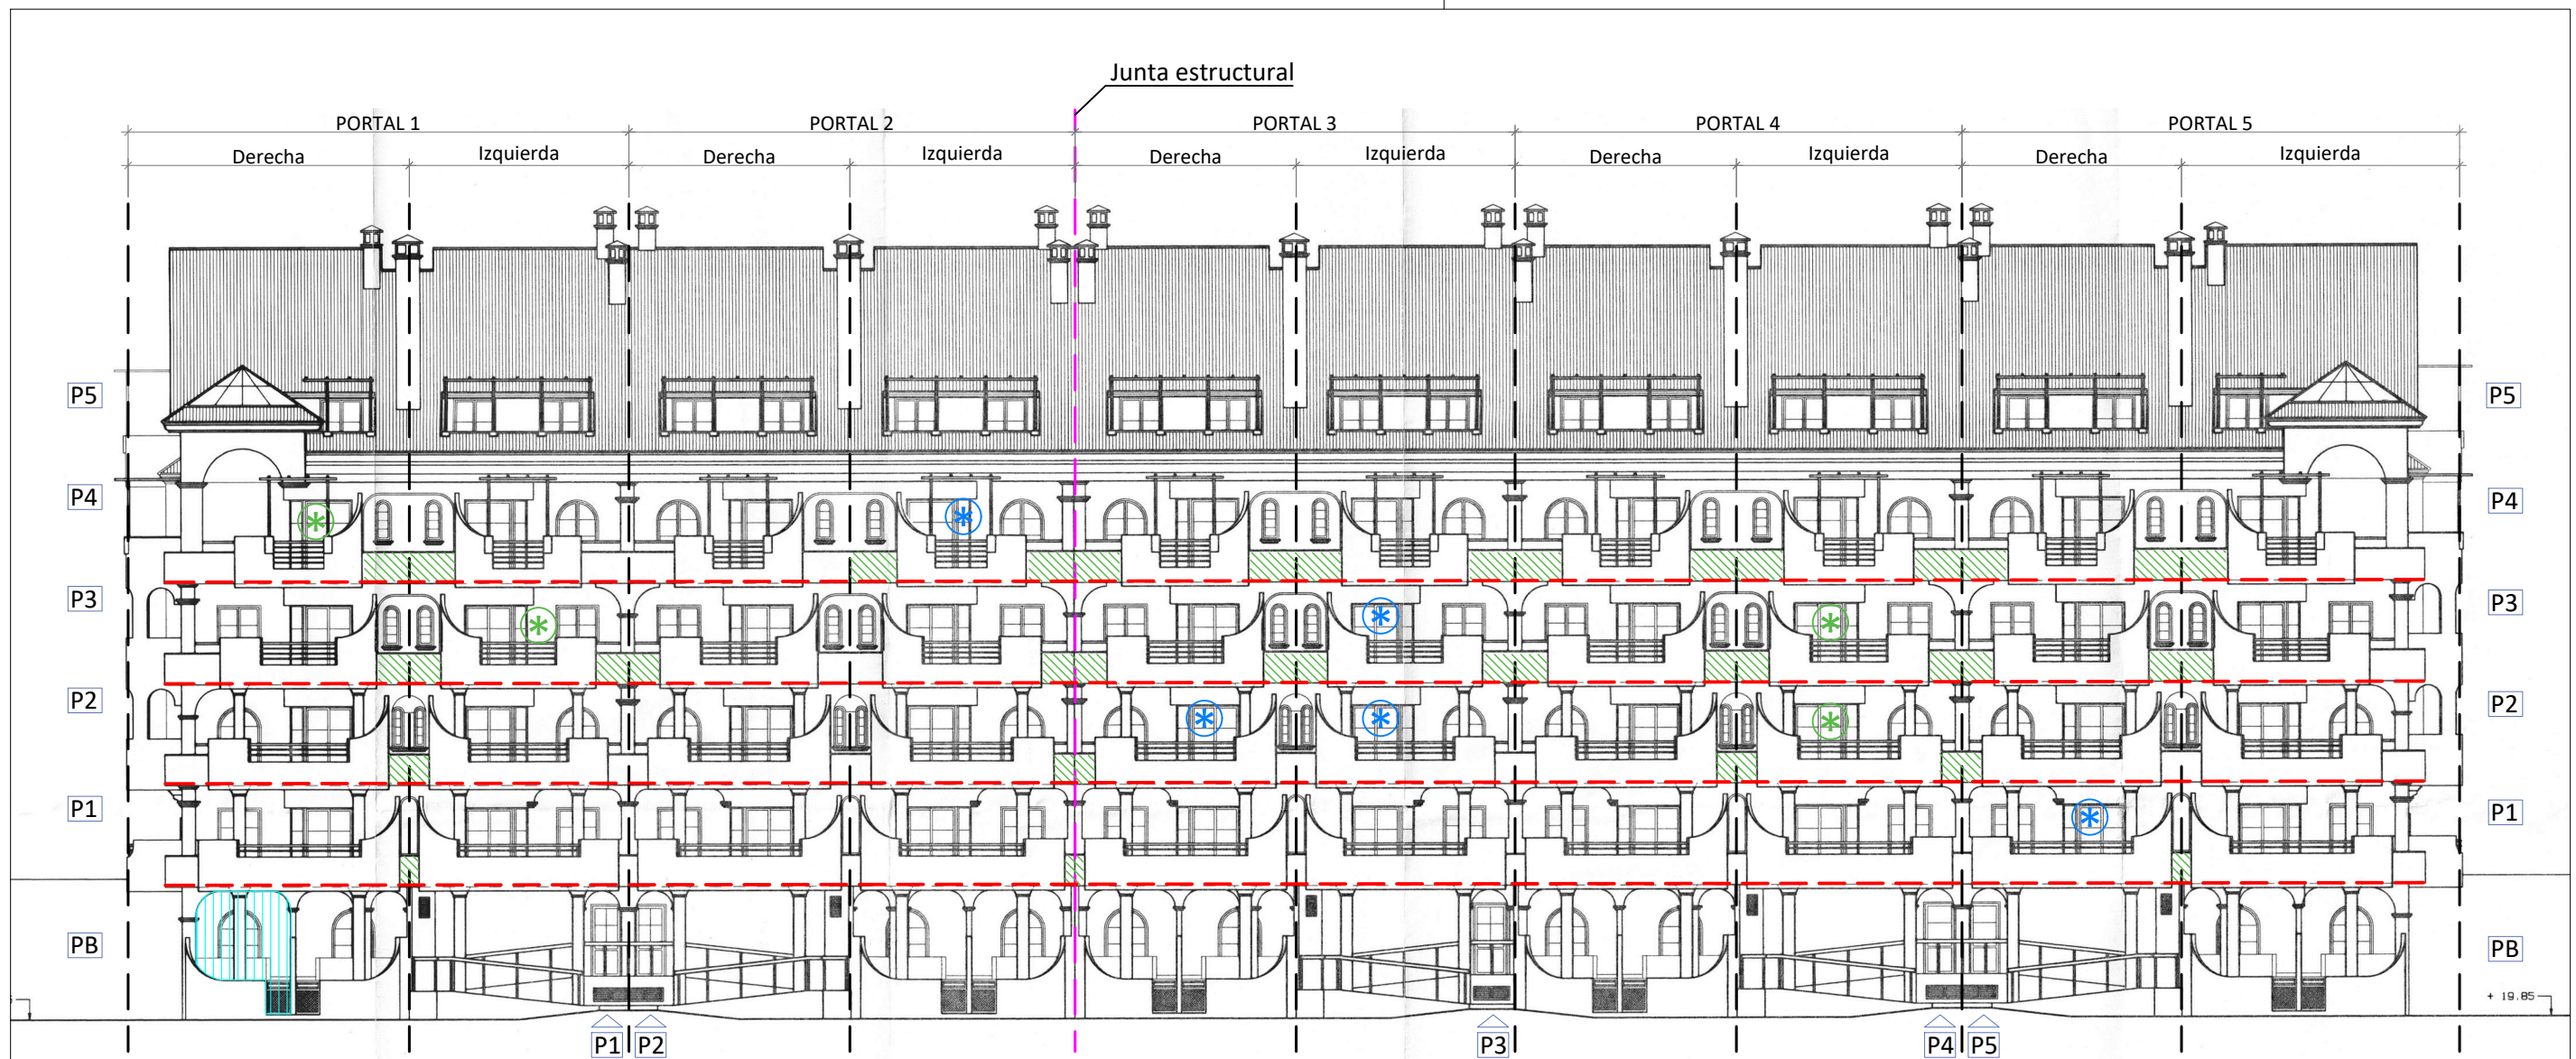 Junta estructural
PORTAL 1 PORTAL 2 PORTAL 3 PORTAL 4 PORTAL 5
Derecha Izquierda Derecha Izquierda Derecha Izquierda Derecha Izquierda Derecha Izquierda
P5 P5
P4 P4
P3 P3
P2 P2
P1 P1
PB PB
+ 19.85
P1 P2 P3 P4 P5